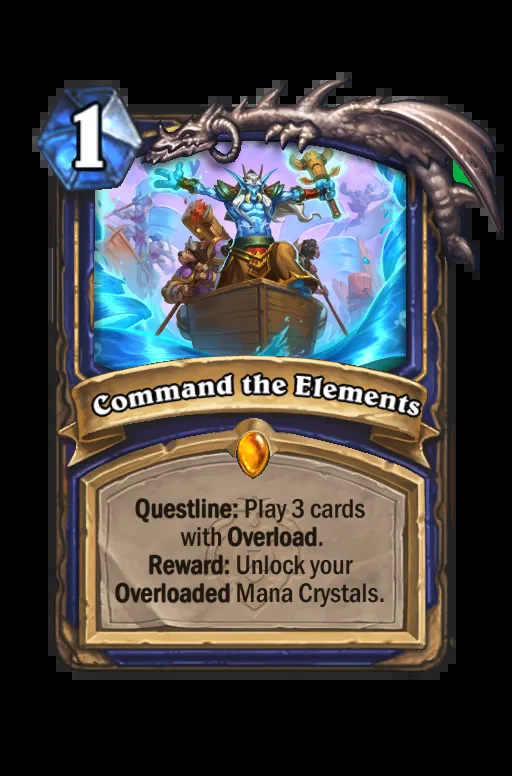 1
Command the Elements
Questline: Play 3 cards
with Overload.
Reward: Unlock your
Overloaded Mana Crystals.